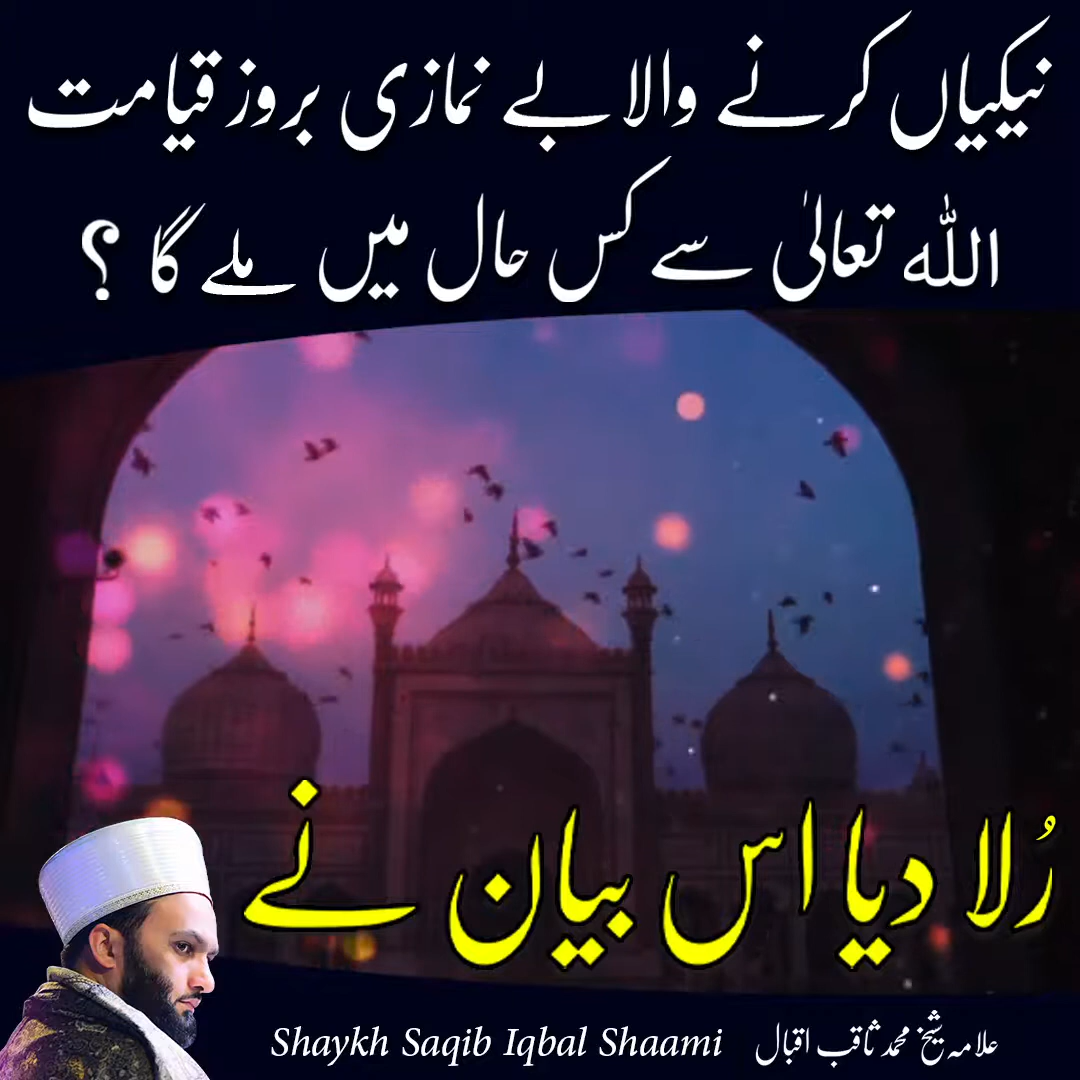 نیکیاں کرنے والا بے نمازی بروز قیامت
اللہ تعالیٰ سے کس حال میں ملے گا ؟
رُلا دیا اس بیان نے
Shaykh Saqib Iqbal Shaami علامہ شیخ محمد ثاقب اقبال